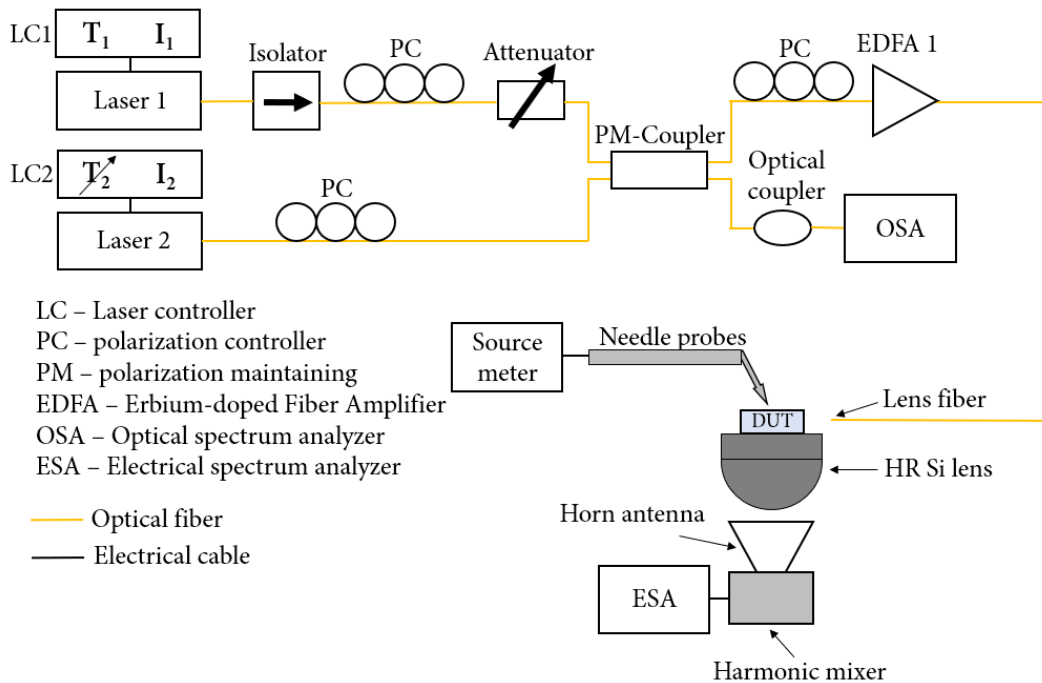 LC1
T₁ I₁
Laser 1
Isolator
PC
Attenuator
PM-Coupler
PC
EDFA 1
LC2
T₂ I₂
Laser 2
PC
Optical
coupler
OSA
LC – Laser controller
PC – polarization controller
PM – polarization maintaining
EDFA – Erbium-doped Fiber Amplifier
OSA – Optical spectrum analyzer
ESA – Electrical spectrum analyzer
Optical fiber
Electrical cable
Source
meter
Needle probes
DUT
Lens fiber
HR Si lens
Horn antenna
ESA
Harmonic mixer